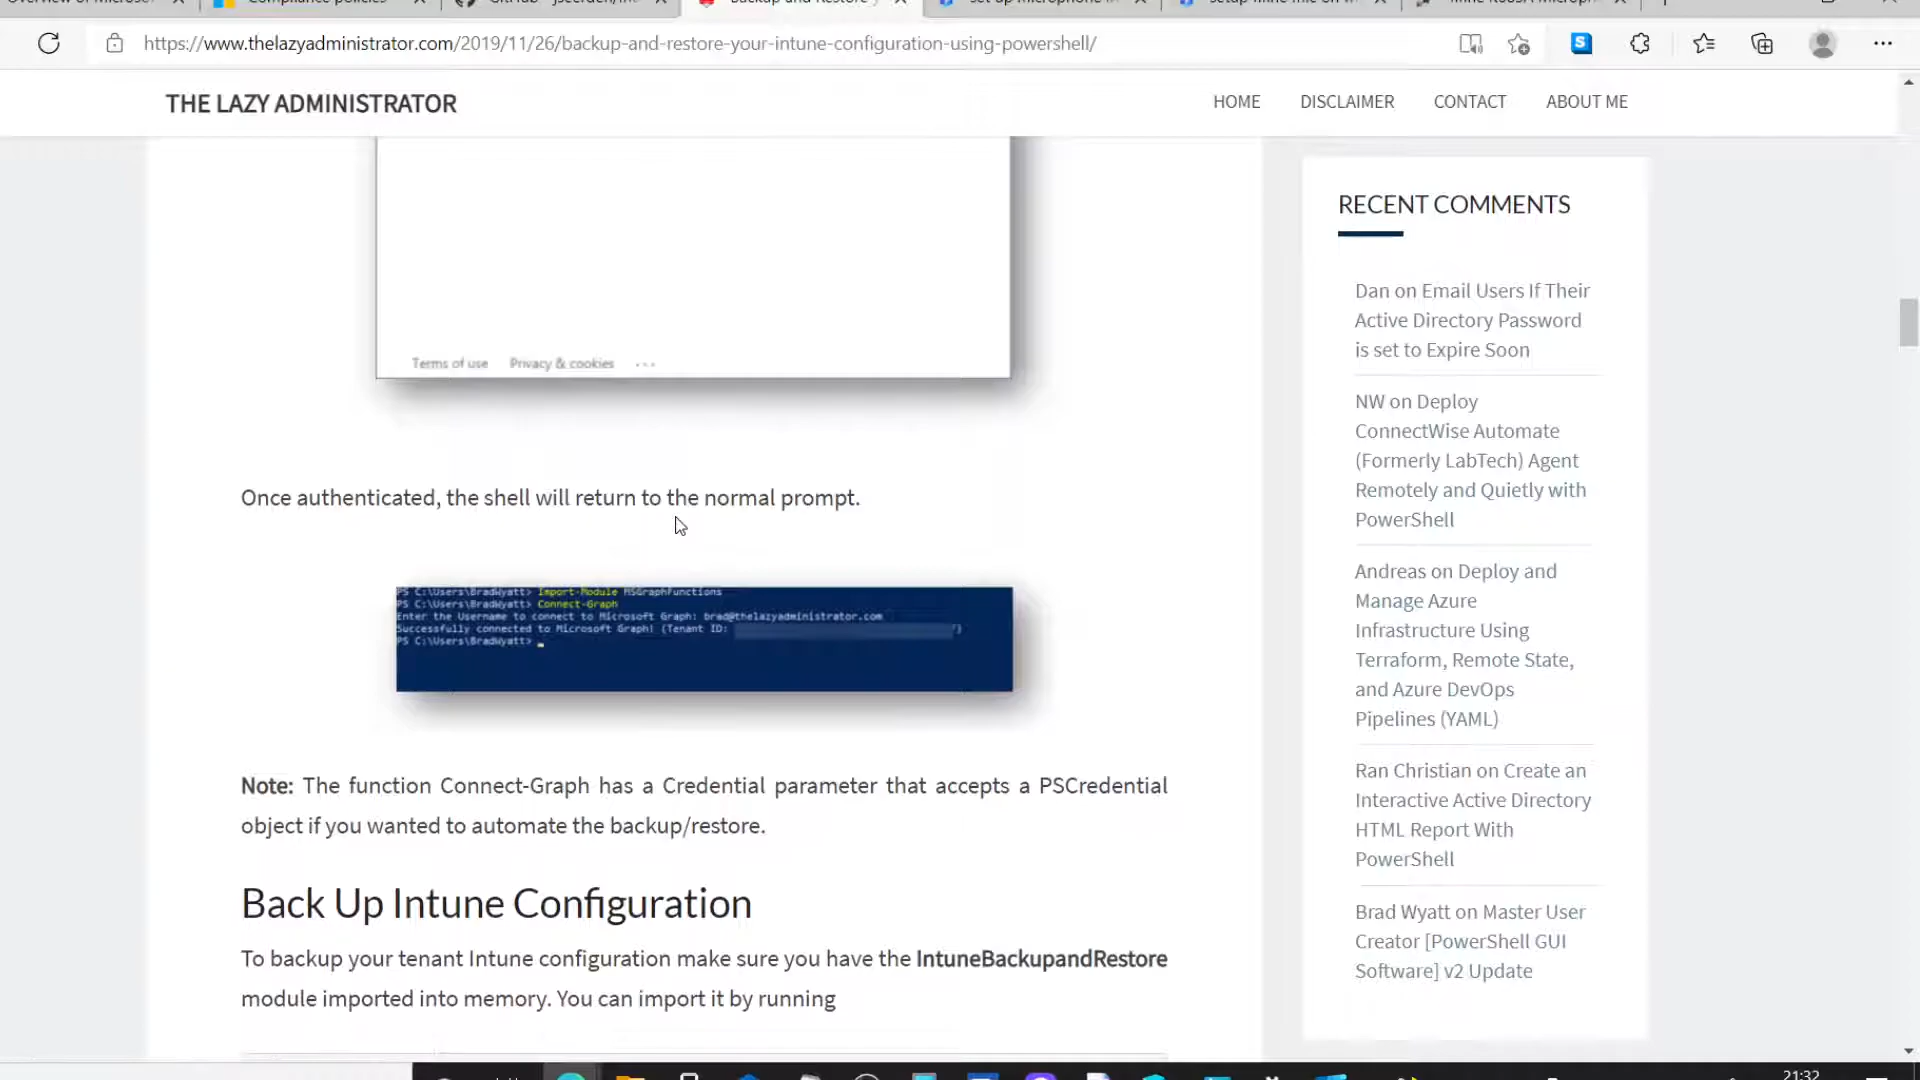 https://www.thelazyadministrator.com/2019/11/26/backup-and-restore-your-intune-configuration-using-powershell/
THE LAZY ADMINISTRATOR
HOME
DISCLAIMER
CONTACT
ABOUT ME
Terms of use Privacy & cookies ...
Once authenticated, the shell will return to the normal prompt.
PS C:\Users\BradWyatt> Import-Module MSGraphFunctions
PS C:\Users\BradWyatt> Connect-Graph
Enter the Username to connect to Microsoft Graph: brad@thelazyadministrator.com
Successfully connected to Microsoft Graph! (Tenant ID:
PS C:\Users\BradWyatt>
Note: The function Connect-Graph has a Credential parameter that accepts a PSCredential
object if you wanted to automate the backup/restore.
Back Up Intune Configuration
To backup your tenant Intune configuration make sure you have the IntuneBackupandRestore
module imported into memory. You can import it by running
RECENT COMMENTS
Dan on Email Users If Their
Active Directory Password
is set to Expire Soon
NW on Deploy
ConnectWise Automate
(Formerly LabTech) Agent
Remotely and Quietly with
PowerShell
Andreas on Deploy and
Manage Azure
Infrastructure Using
Terraform, Remote State,
and Azure DevOps
Pipelines (YAML)
Ran Christian on Create an
Interactive Active Directory
HTML Report With
PowerShell
Brad Wyatt on Master User
Creator [PowerShell GUI
Software] v2 Update
21:32